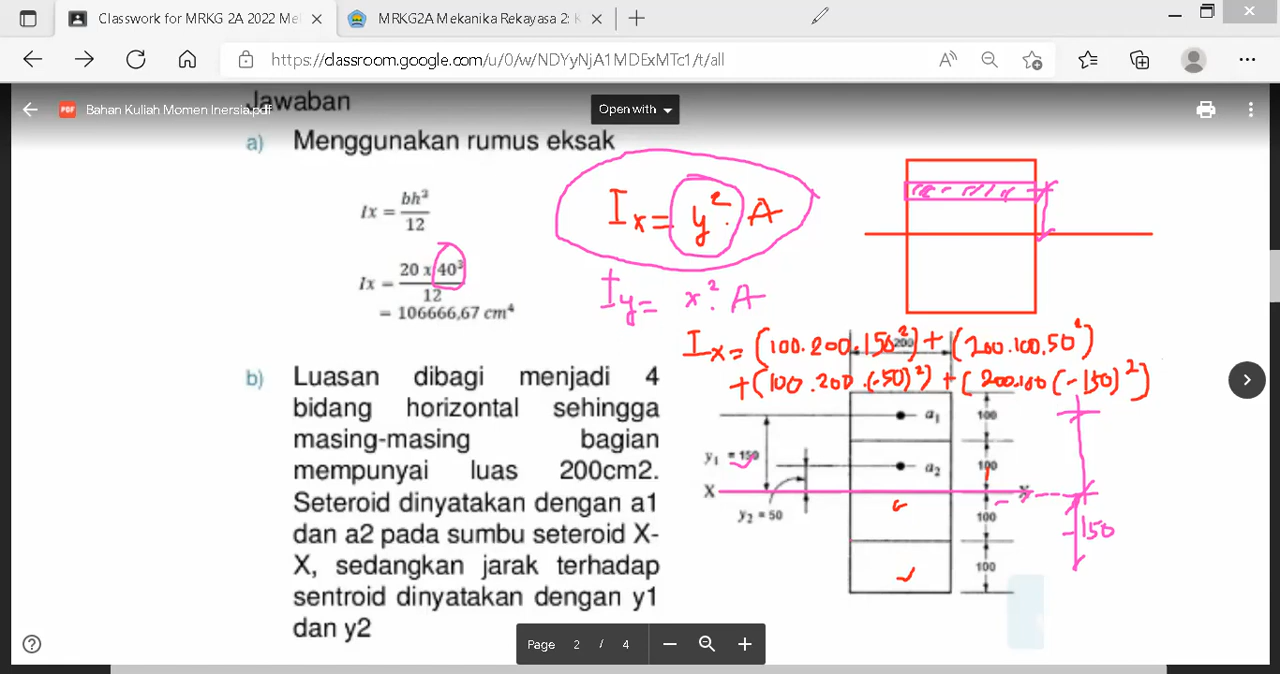 Classwork for MRKG 2A 2022 Me
MRKG2A Mekanika Rekayasa 2:
https://classroom.google.com/u/0/w/NDYyNjA1MDExMTc1/t/all
Jawaban
Bahan Kuliah Momen Inersia.pdf
Open with
a) Menggunakan rumus eksak
Ix = bh³/12
Ix = 20 x 40³/12
= 106666,67 cm⁴
Ix = y². A
Iy = x². A
Ix = (100.200.150²) + (200.100.50²)
+ (100.200.(-50)²) + (200.100(-150)²)
200
b) Luasan dibagi menjadi 4
bidang horizontal sehingga
masing-masing bagian
mempunyai luas 200cm2.
Seteroid dinyatakan dengan a1
dan a2 pada sumbu seteroid X-
X, sedangkan jarak terhadap
sentroid dinyatakan dengan y1
dan y2
a₁
100
y₁ = 150
a₂
100
X
X
y₂ = 50
100
-150
100
Page 2 / 4